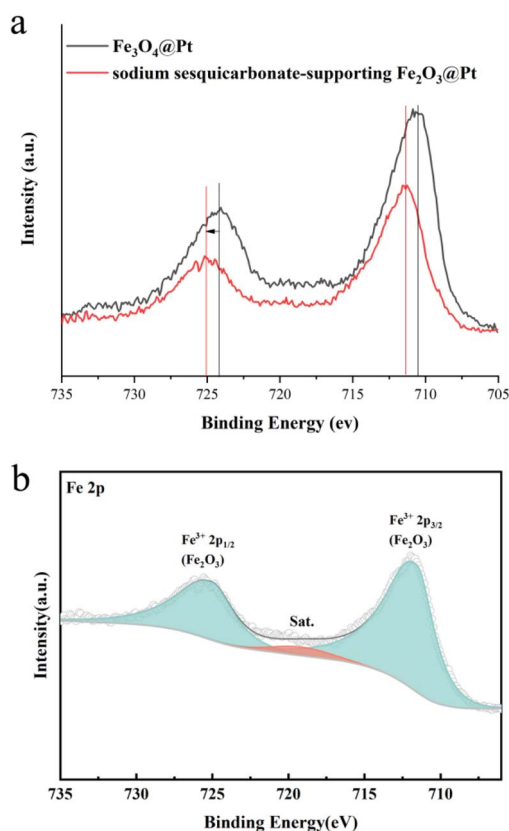 a
Fe₃O₄@Pt
sodium sesquicarbonate-supporting Fe₂O₃@Pt
Intensity (a.u.)
735 730 725 720 715 710 705
Binding Energy (ev)
b
Fe 2p
Fe³⁺ 2p₁/₂
(Fe₂O₃)
Sat.
Fe³⁺ 2p₃/₂
(Fe₂O₃)
Intensity(a.u.)
735 730 725 720 715 710
Binding Energy(eV)